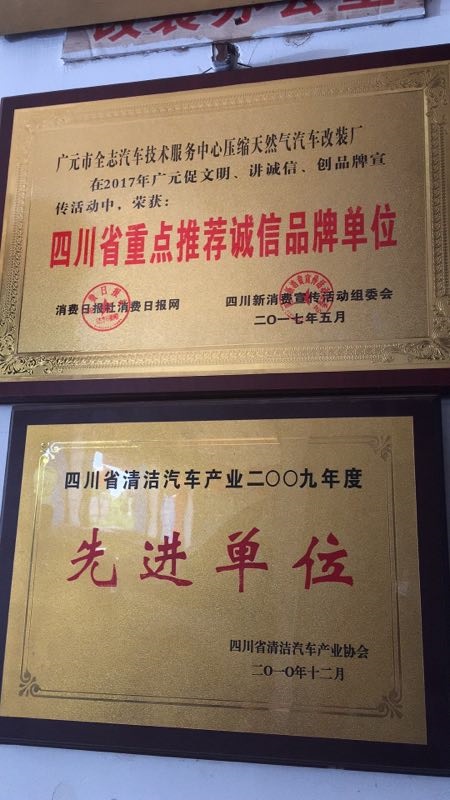 改装办公室
广元市全志汽车技术服务中心压缩天然气汽车改装厂
在2017年广元促文明、讲诚信、创品牌宣
传活动中，荣获：
四川省重点推荐诚信品牌单位
消费日报社消费日报网
四川新消费宣传活动组委会
二〇一七年五月
四川省清洁汽车产业二〇〇九年度
先进单位
四川省清洁汽车产业协会
二〇一〇年十二月